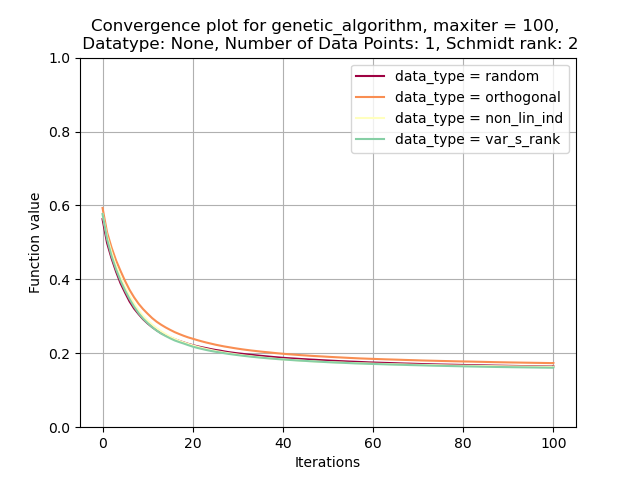 Convergence plot for genetic_algorithm, maxiter = 100,
Datatype: None, Number of Data Points: 1, Schmidt rank: 2
data_type = random
data_type = orthogonal
data_type = non_lin_ind
data_type = var_s_rank
Function value
1.0
0.8
0.6
0.4
0.2
0.0
0 20 40 60 80 100
Iterations